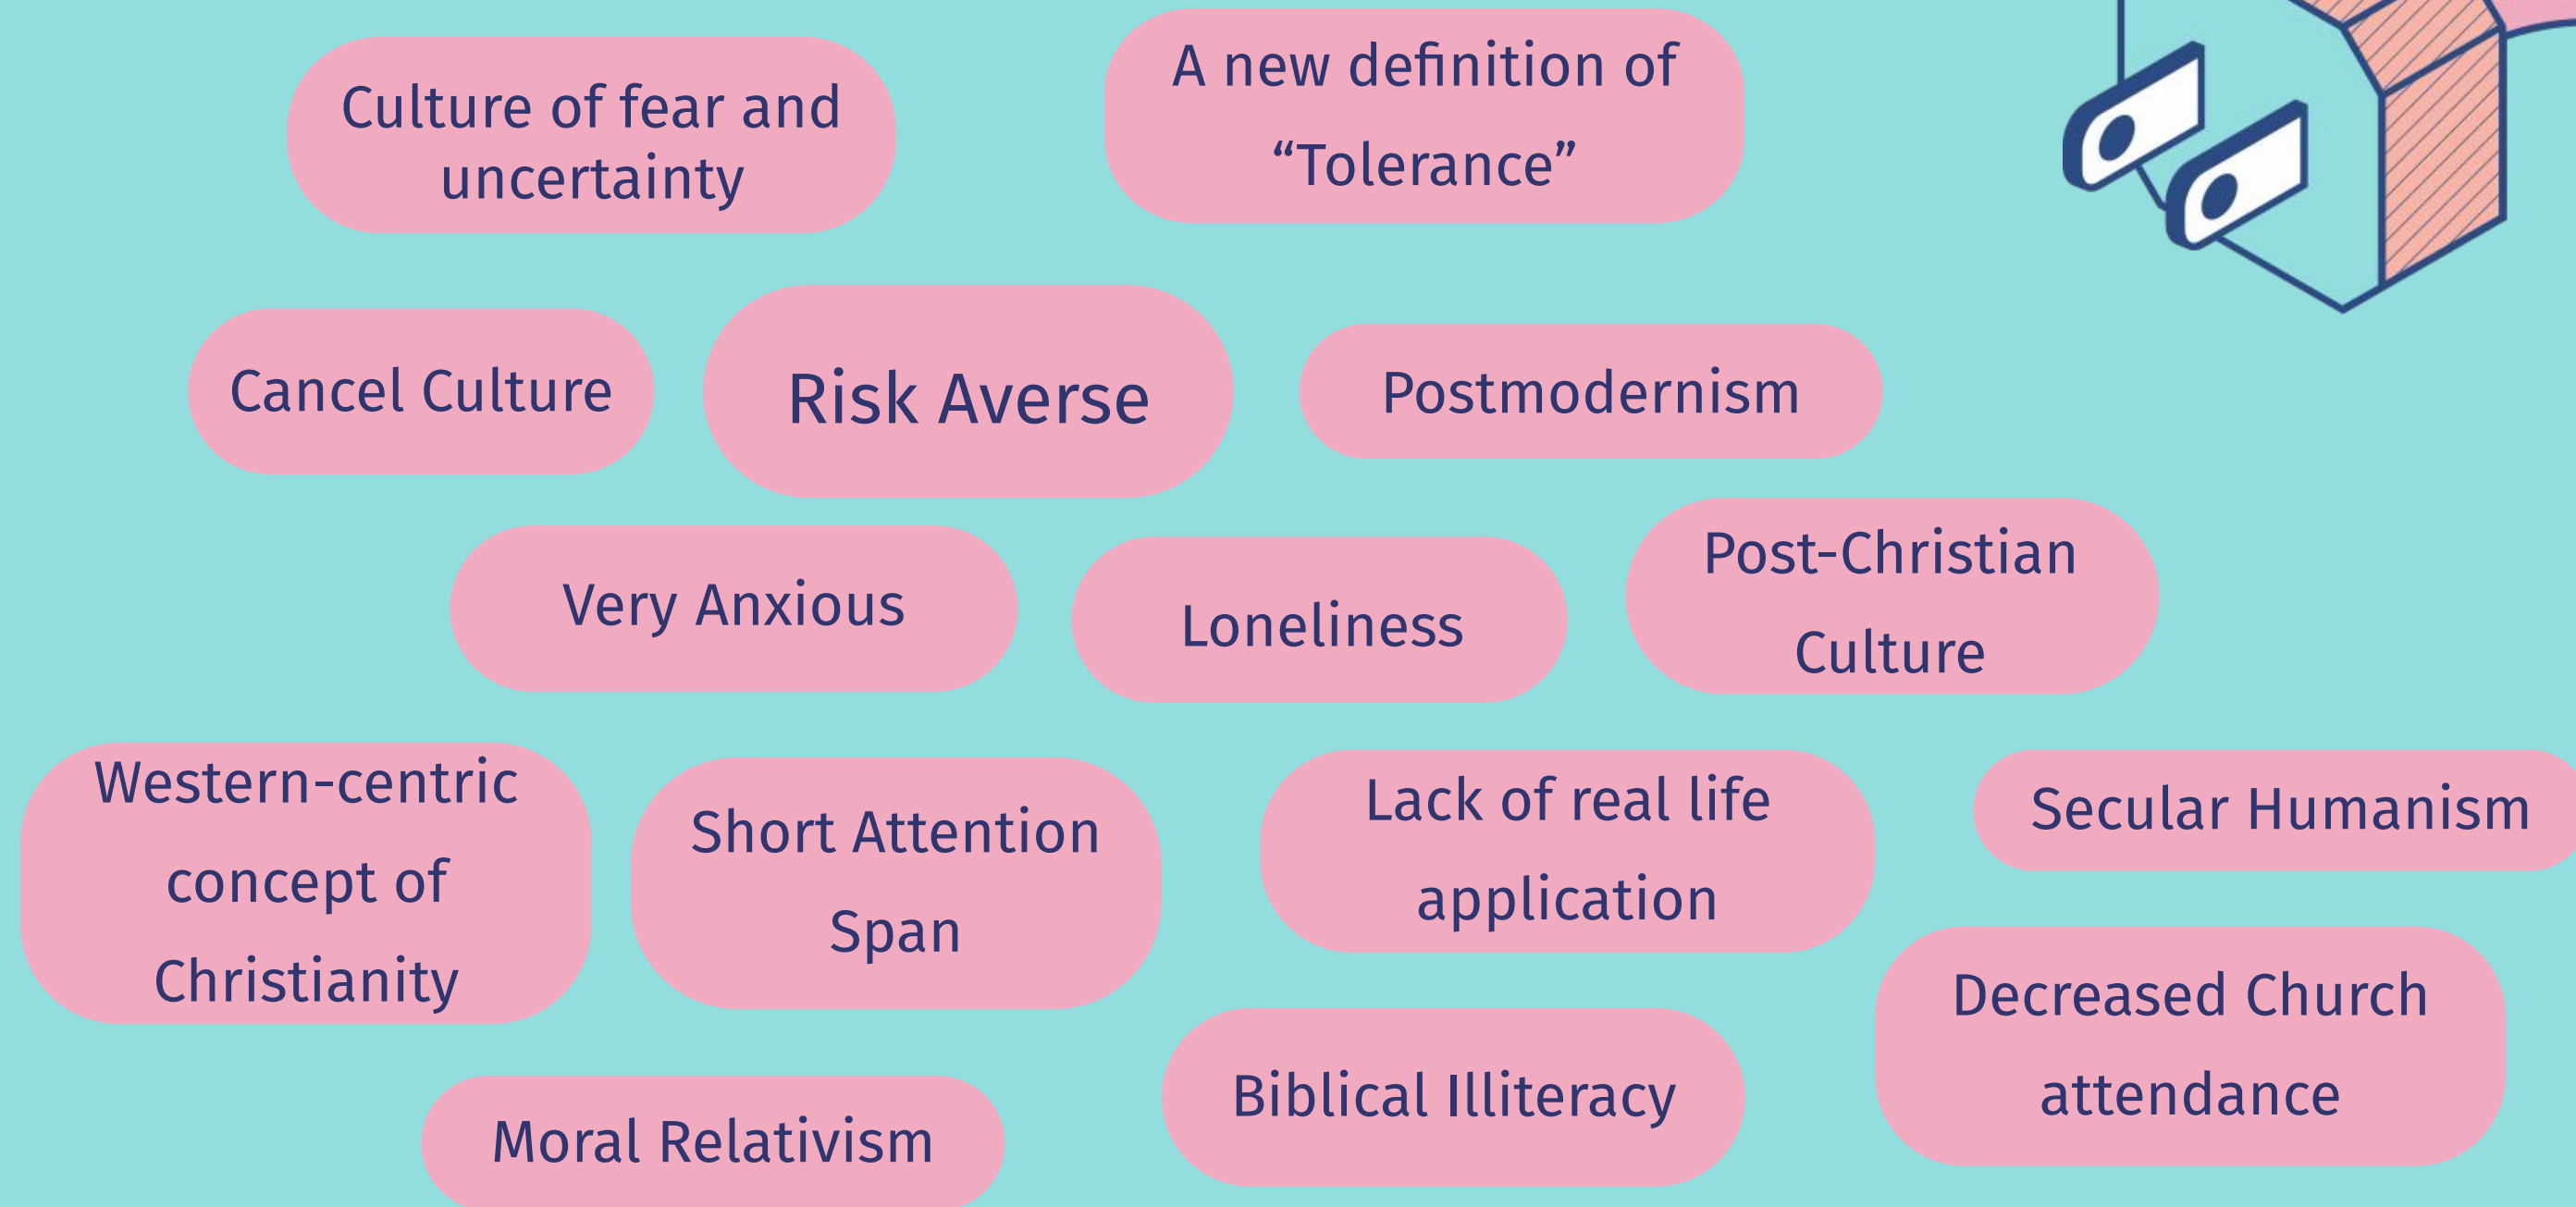 Culture of fear and
uncertainty
A new definition of
“Tolerance”
Cancel Culture
Risk Averse
Postmodernism
Very Anxious
Loneliness
Post-Christian
Culture
Western-centric
concept of
Christianity
Short Attention
Span
Lack of real life
application
Secular Humanism
Decreased Church
attendance
Biblical Illiteracy
Moral Relativism